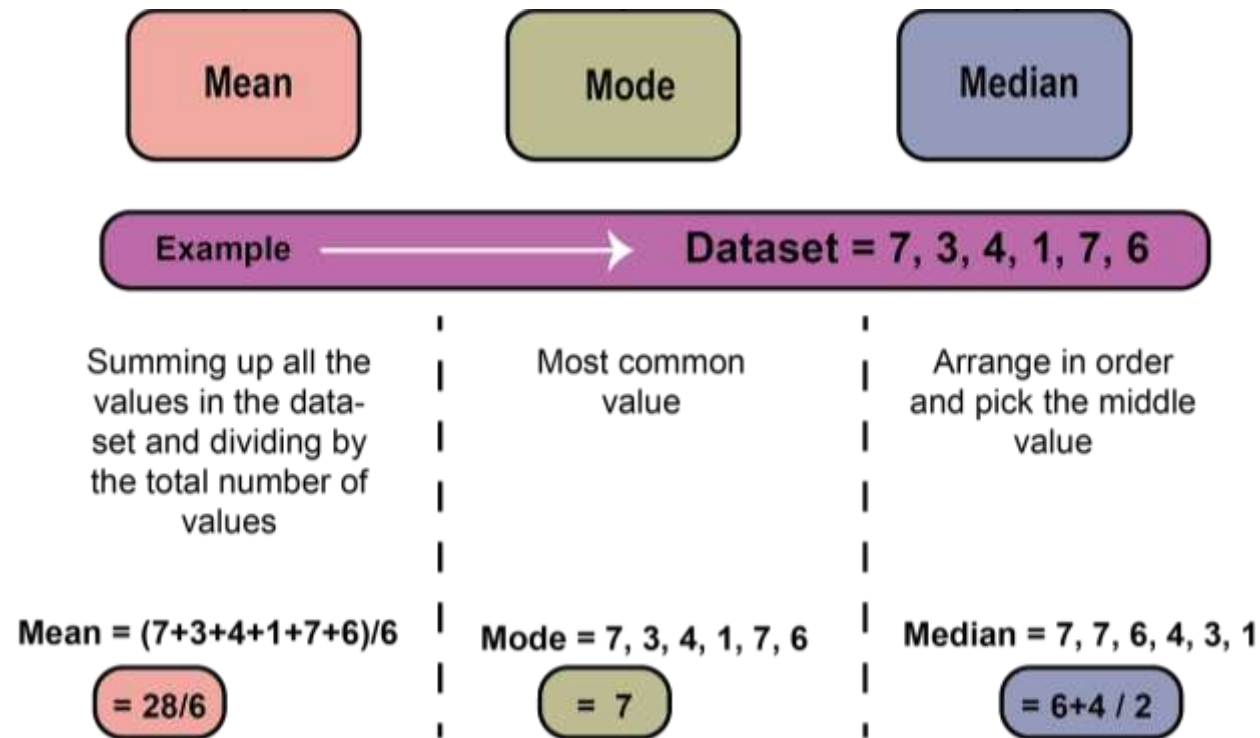 Mean
Mode
Median
Example
Dataset = 7, 3, 4, 1, 7, 6
Summing up all the
values in the data-
set and dividing by
the total number of
values
Mean = (7+3+4+1+7+6)/6
= 28/6
Most common
value
Mode = 7, 3, 4, 1, 7, 6
= 7
Arrange in order
and pick the middle
value
Median = 7, 7, 6, 4, 3, 1
= 6+4 / 2